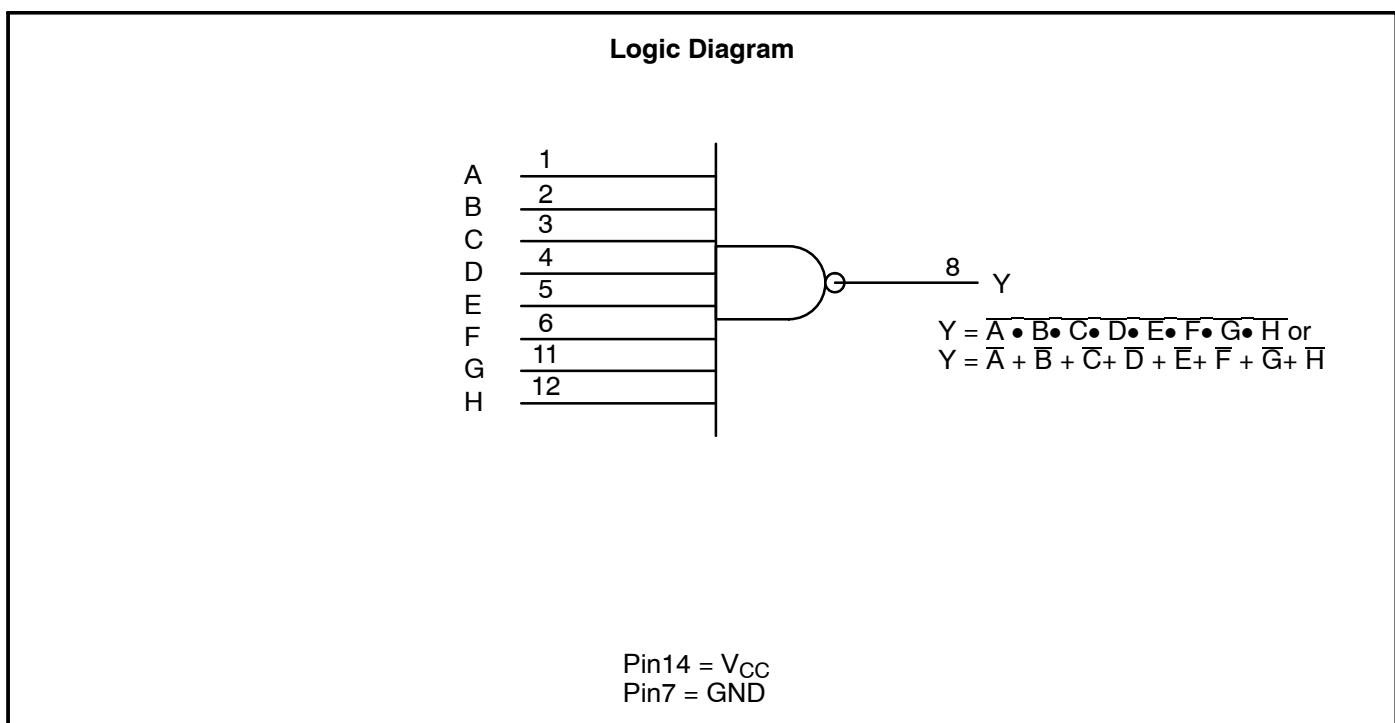 Logic Diagram
A 1
B 2
C 3
D 4
E 5
F 6
G 11
H 12
8 Y
Y = A̅ ̅•̅ ̅B̅•̅ ̅C̅•̅ ̅D̅•̅ ̅E̅•̅ ̅F̅•̅ ̅G̅•̅ ̅H̅ or
Y = A̅ + B̅ + C̅+ D̅ + E̅+ F̅ + G̅+ H̅
Pin14 = VCC
Pin7 = GND